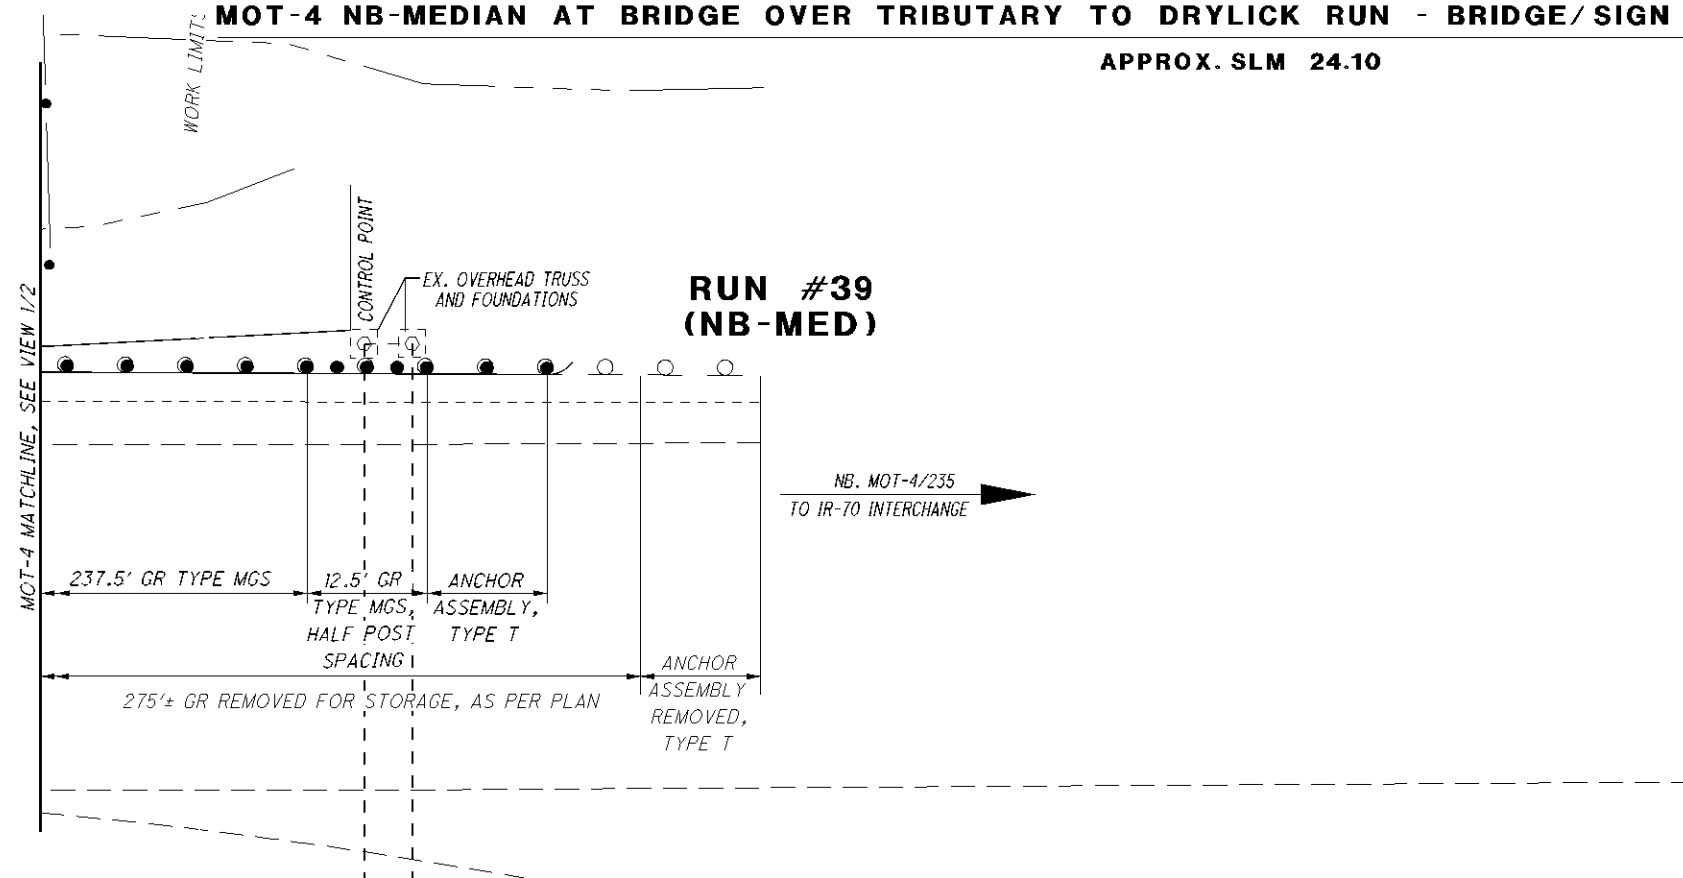 MOT-4 NB-MEDIAN AT BRIDGE OVER TRIBUTARY TO DRYLICK RUN - BRIDGE/SIGN
APPROX. SLM 24.10
WORK LIMITS
CONTROL POINT
EX. OVERHEAD TRUSS
AND FOUNDATIONS
RUN #39
(NB-MED)
MOT-4 MATCHLINE, SEE VIEW 1/2
NB. MOT-4/235
TO IR-70 INTERCHANGE
237.5' GR TYPE MGS
12.5' GR
TYPE MGS,
HALF POST
SPACING
ANCHOR
ASSEMBLY,
TYPE T
275'± GR REMOVED FOR STORAGE, AS PER PLAN
ANCHOR
ASSEMBLY
REMOVED,
TYPE T